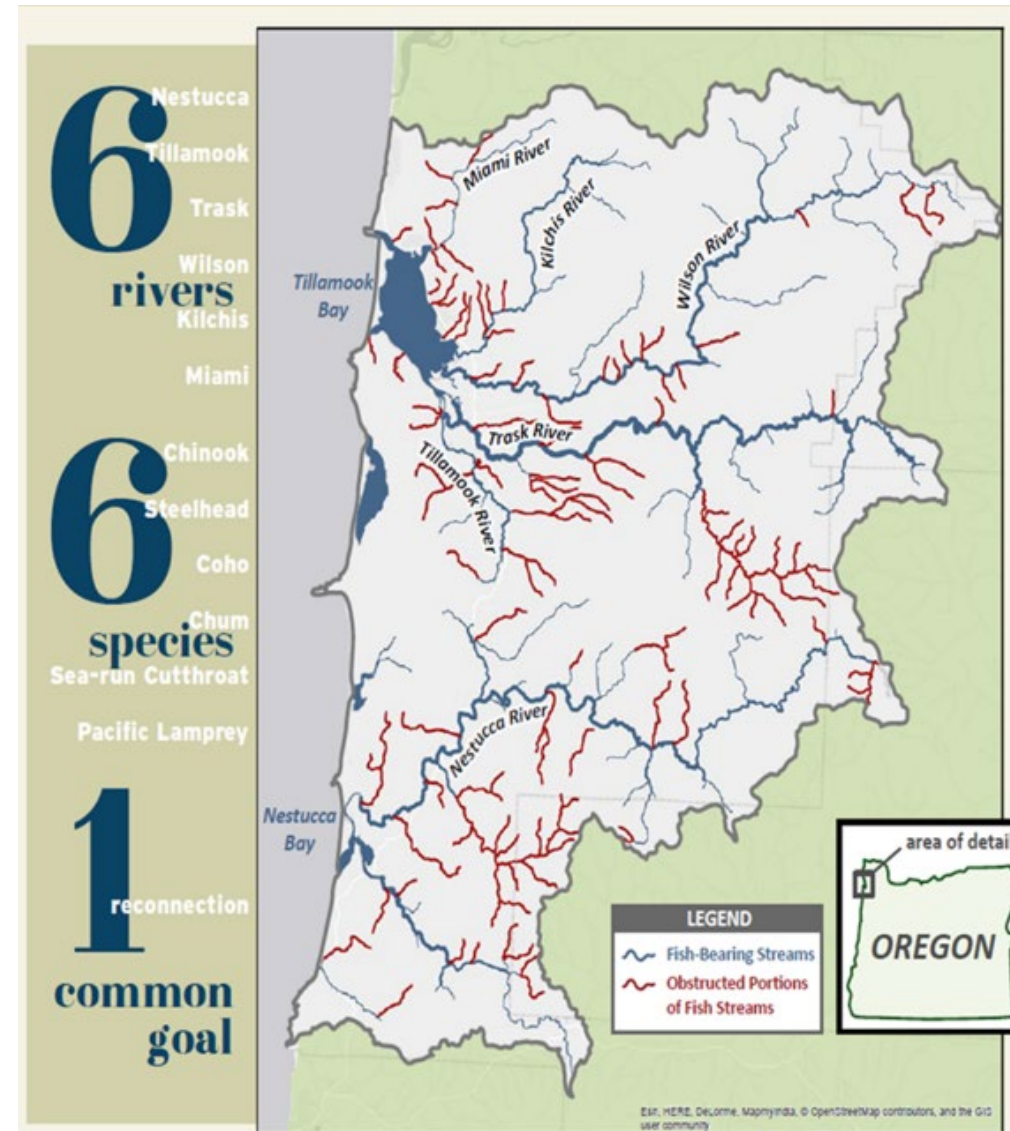 6
rivers
Nestucca
Tillamook
Trask
Wilson
Kilchis
Miami
6
species
Chinook
Steelhead
Coho
Chum
Sea-run Cutthroat
Pacific Lamprey
1
reconnection
common
goal
Miami River
Kilchis River
Wilson River
Tillamook
Bay
Trask River
Tillamook River
Nestucca River
Nestucca
Bay
LEGEND
Fish-Bearing Streams
Obstructed Portions
of Fish Streams
area of detail
OREGON
Esri, HERE, DeLorme, MapmyIndia, © OpenStreetMap contributors, and the GIS
user community